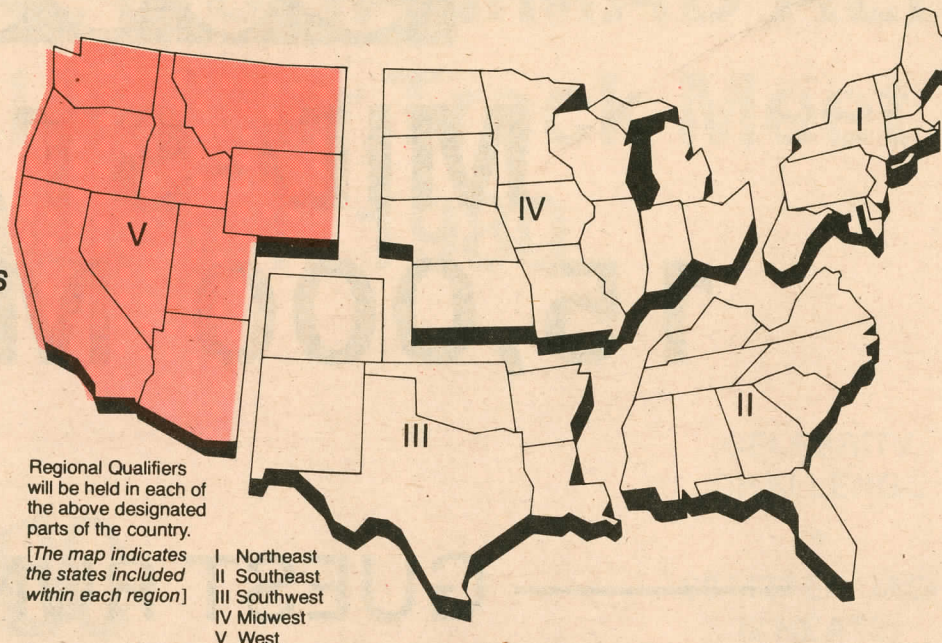 I
II
III
IV
V
S
Regional Qualifiers
will be held in each of
the above designated
parts of the country.
[The map indicates
the states included
within each region]
I Northeast
II Southeast
III Southwest
IV Midwest
V West